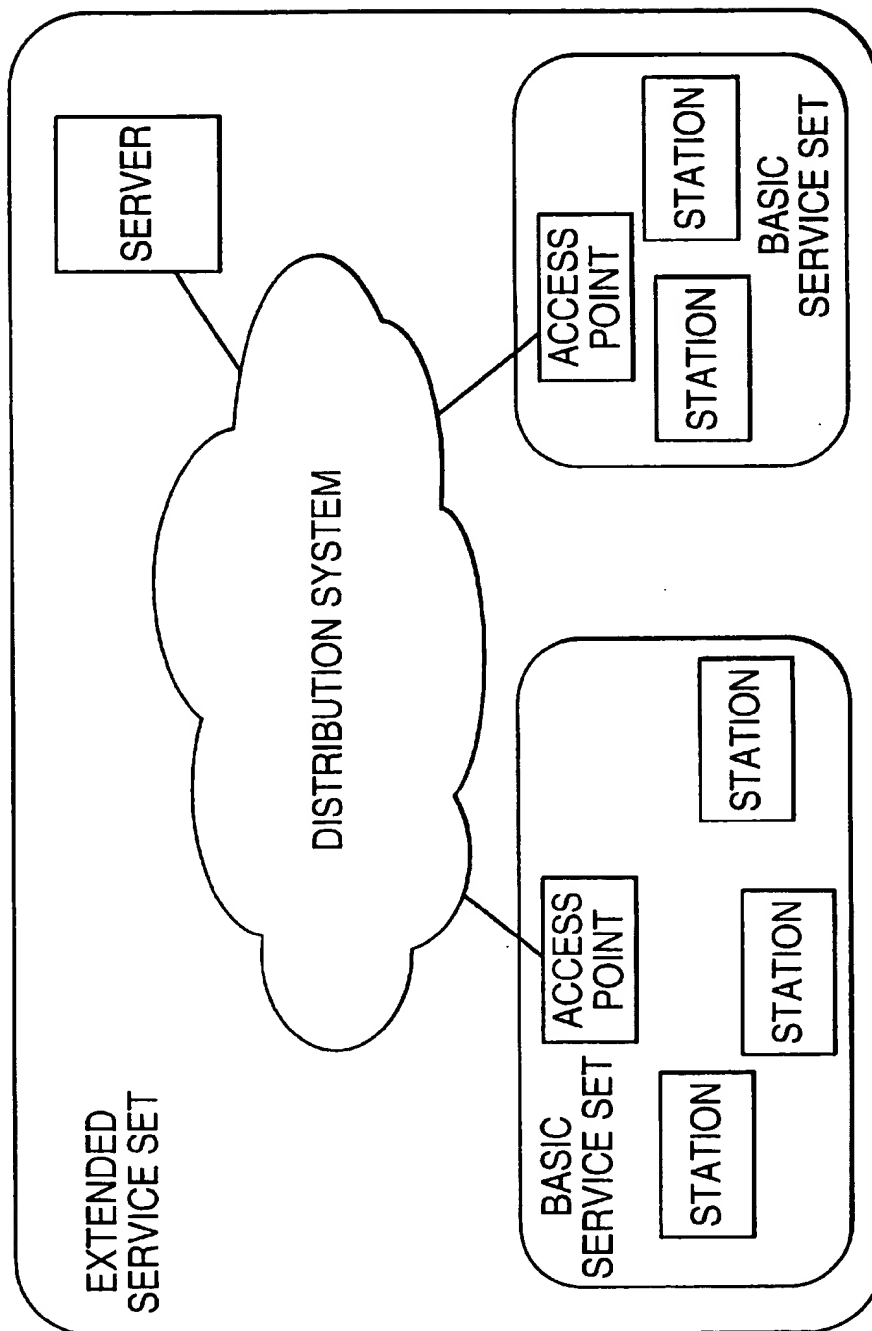 EXTENDED
SERVICE SET
SERVER
DISTRIBUTION SYSTEM
BASIC
SERVICE SET
ACCESS
POINT
STATION
STATION
STATION
ACCESS
POINT
STATION
STATION
BASIC
SERVICE SET